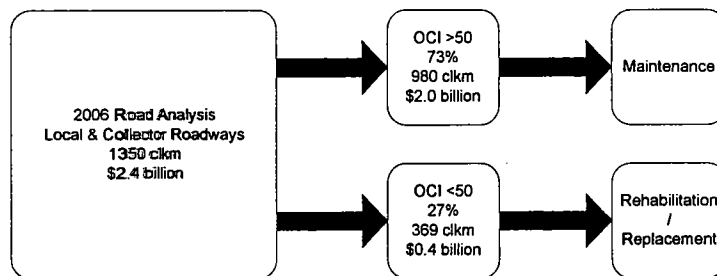 2006 Road Analysis
Local & Collector Roadways
1350 clkm
$2.4 billion
OCI >50
73%
980 clkm
$2.0 billion
Maintenance
OCI <50
27%
369 clkm
$0.4 billion
Rehabilitation
/
Replacement